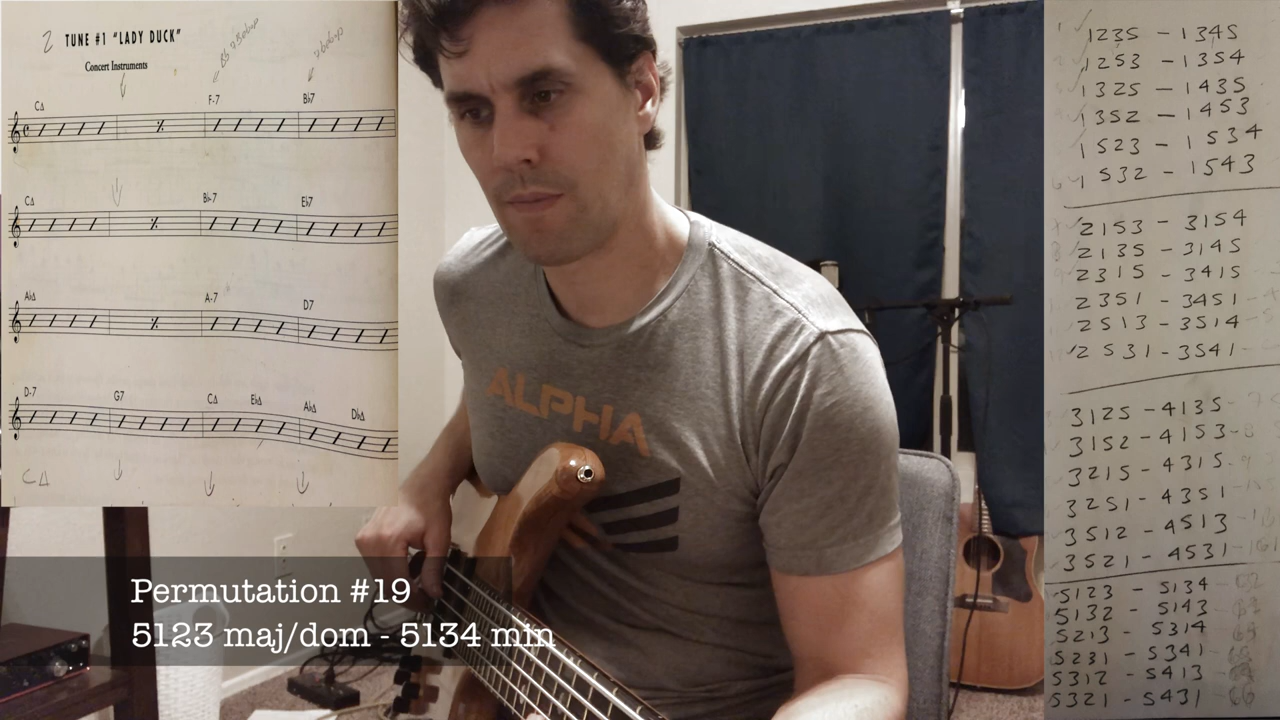 2 TUNE #1 "LADY DUCK"
Concert Instruments
C∆ F-7 B♭7
C∆ B♭-7 E♭7
A♭∆ A-7 D7
D-7 G7 C∆ E♭∆ A♭∆ D♭∆
C∆
ALPHA
Permutation #19
5123 maj/dom - 5134 min
1235 - 1345
1253 - 1354
1325 - 1435
1352 - 1453
1523 - 1534
1532 - 1543
2153 - 3154
2135 - 3145
2315 - 3415
2351 - 3451
2513 - 3514
2531 - 3541
3125 - 4135
3152 - 4153
3215 - 4315
3251 - 4351
3512 - 4513
3521 - 4531
5123 - 5134
5132 - 5143
5213 - 5314
5231 - 5341
5312 - 5413
5321 - 5431